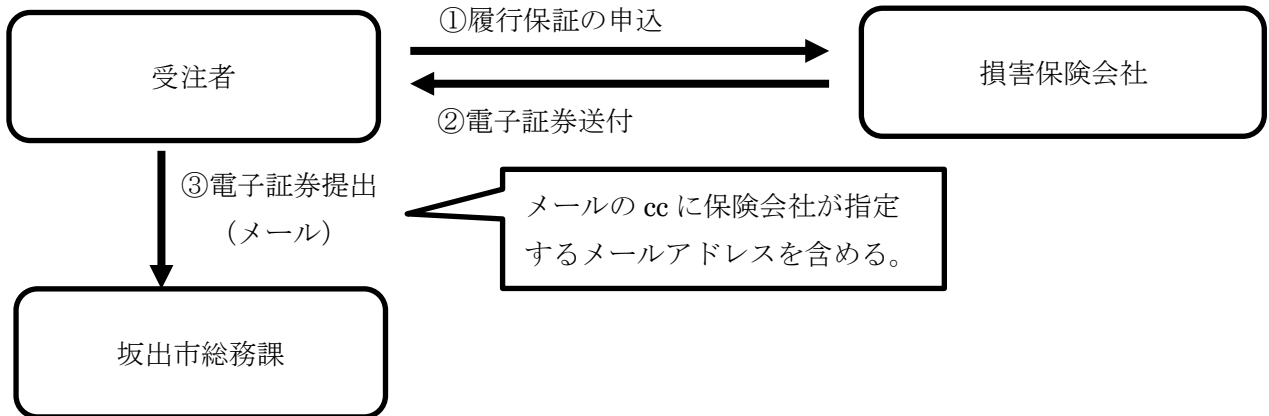 ①履行保証の申込
受注者
損害保険会社
②電子証券送付
③電子証券提出
（メール）
メールの cc に保険会社が指定
するメールアドレスを含める。
坂出市総務課